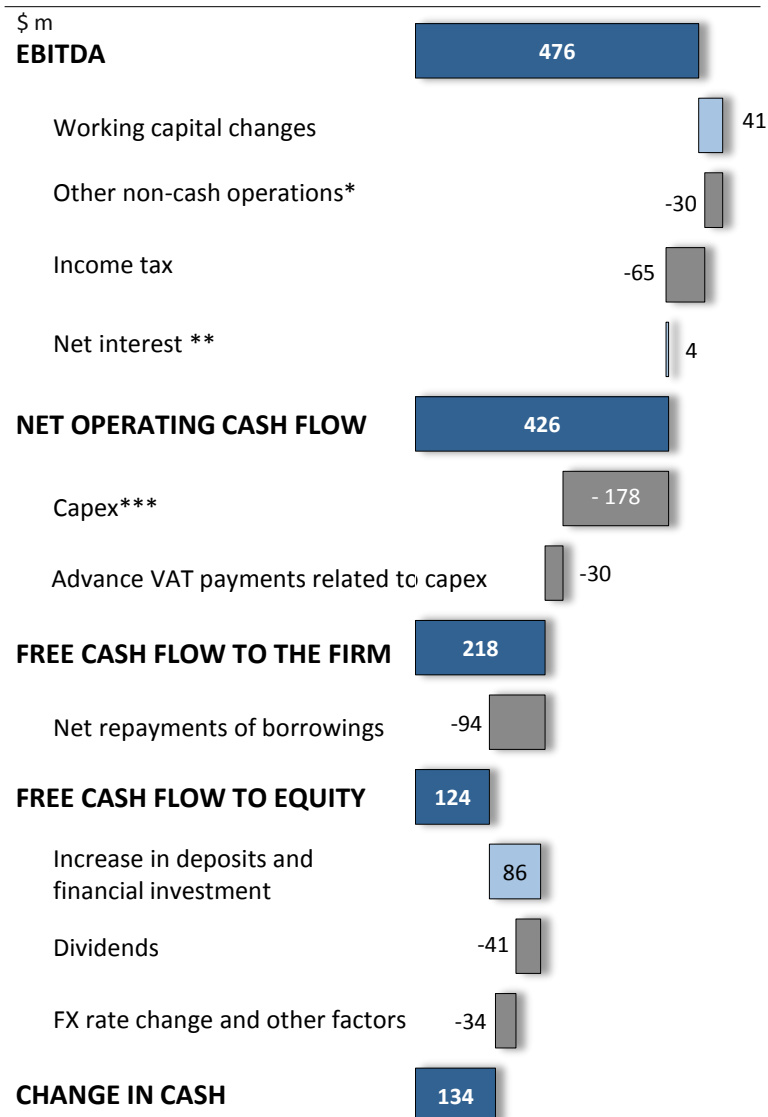 $ m
EBITDA 476
Working capital changes 41
Other non-cash operations* -30
Income tax -65
Net interest ** 4
NET OPERATING CASH FLOW 426
Capex*** - 178
Advance VAT payments related to capex -30
FREE CASH FLOW TO THE FIRM 218
Net repayments of borrowings -94
FREE CASH FLOW TO EQUITY 124
Increase in deposits and
financial investment 86
Dividends -41
FX rate change and other factors -34
CHANGE IN CASH 134